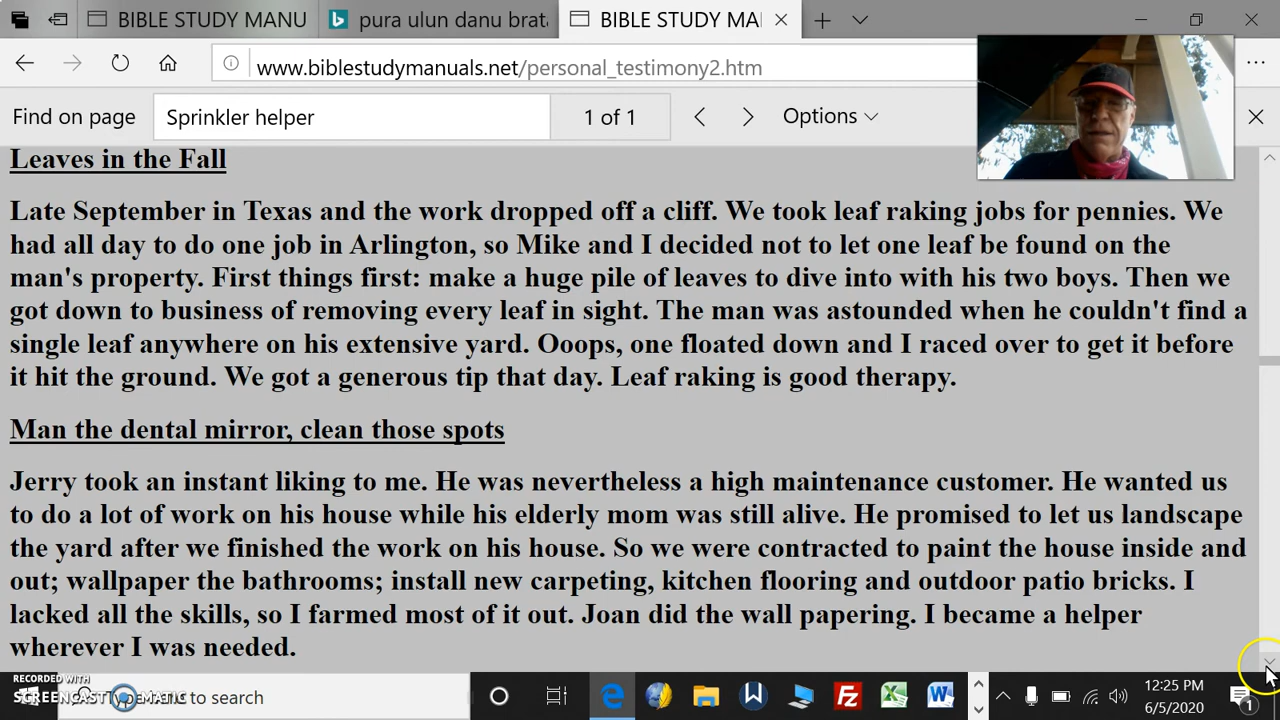 BIBLE STUDY MANU
pura ulun danu brata
BIBLE STUDY MA
www.biblestudymanuals.net/personal_testimony2.htm
Find on page
Sprinkler helper
1 of 1
Options
Leaves in the Fall
Late September in Texas and the work dropped off a cliff. We took leaf raking jobs for pennies. We
had all day to do one job in Arlington, so Mike and I decided not to let one leaf be found on the
man's property. First things first: make a huge pile of leaves to dive into with his two boys. Then we
got down to business of removing every leaf in sight. The man was astounded when he couldn't find a
single leaf anywhere on his extensive yard. Ooops, one floated down and I raced over to get it before
it hit the ground. We got a generous tip that day. Leaf raking is good therapy.
Man the dental mirror, clean those spots
Jerry took an instant liking to me. He was nevertheless a high maintenance customer. He wanted us
to do a lot of work on his house while his elderly mom was still alive. He promised to let us landscape
the yard after we finished the work on his house. So we were contracted to paint the house inside and
out; wallpaper the bathrooms; install new carpeting, kitchen flooring and outdoor patio bricks. I
lacked all the skills, so I farmed most of it out. Joan did the wall papering. I became a helper
wherever I was needed.
RECORDED WITH
SCREENCAST MATIC
Type here to search
12:25 PM
6/5/2020
1